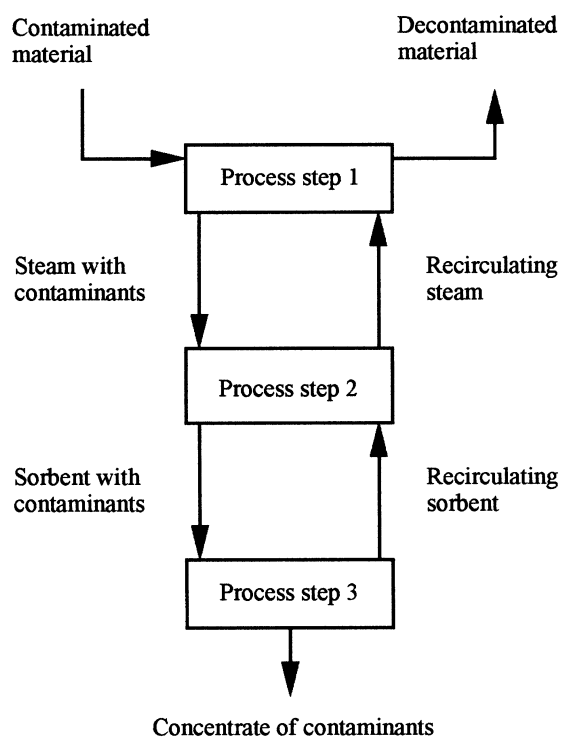 Contaminated
material
Decontaminated
material
Process step 1
Steam with
contaminants
Recirculating
steam
Process step 2
Sorbent with
contaminants
Recirculating
sorbent
Process step 3
Concentrate of contaminants